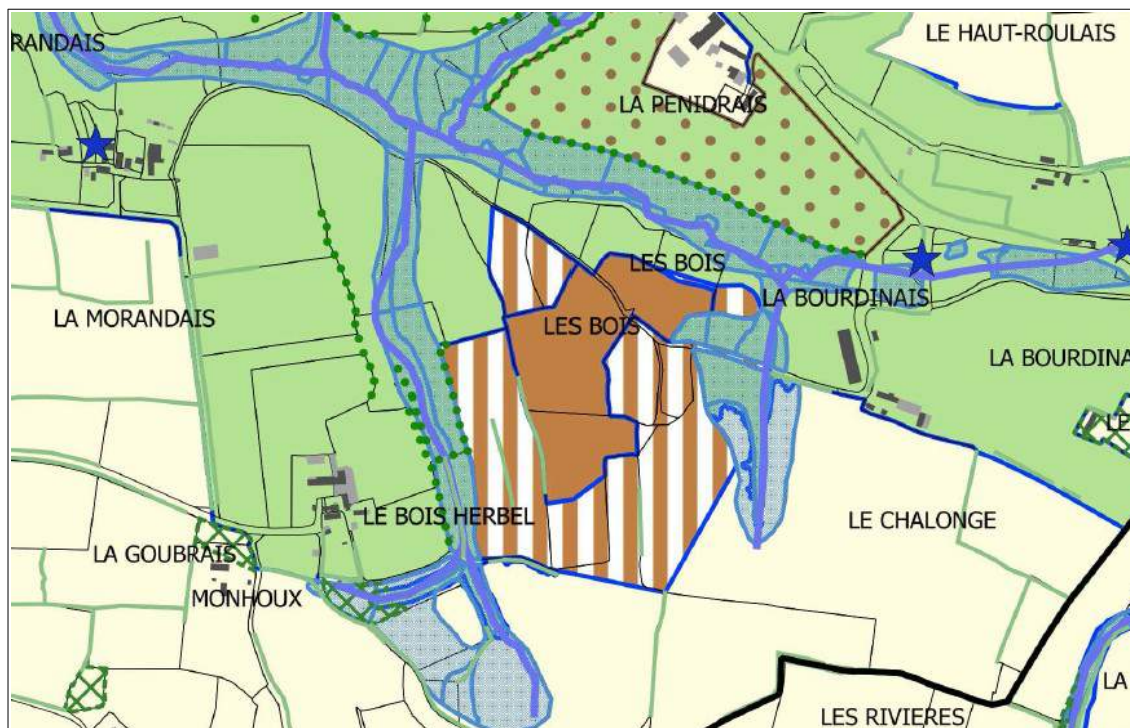 RANDAIS
LE HAUT-ROULAIS
LA PENIDRAIS
LES BOIS
LA BOURDINAIS
LA MORANDAIS
LES BOIS
LA BOURDINA
LE
LE BOIS HERBEL
LE CHALONGE
LA GOUBRAIS
MONHOUX
LA
LES RIVIERES